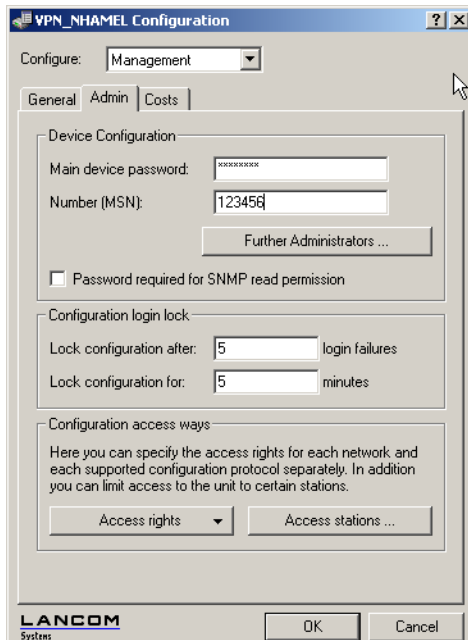 VPN_NHAMEL Configuration
Configure: Management
General Admin Costs
Device Configuration
Main device password: ********
Number (MSN): 123456
Further Administrators ...
Password required for SNMP read permission
Configuration login lock
Lock configuration after: 5 login failures
Lock configuration for: 5 minutes
Configuration access ways
Here you can specify the access rights for each network and
each supported configuration protocol separately. In addition
you can limit access to the unit to certain stations.
Access rights Access stations ...
LANCOM
Systems
OK Cancel